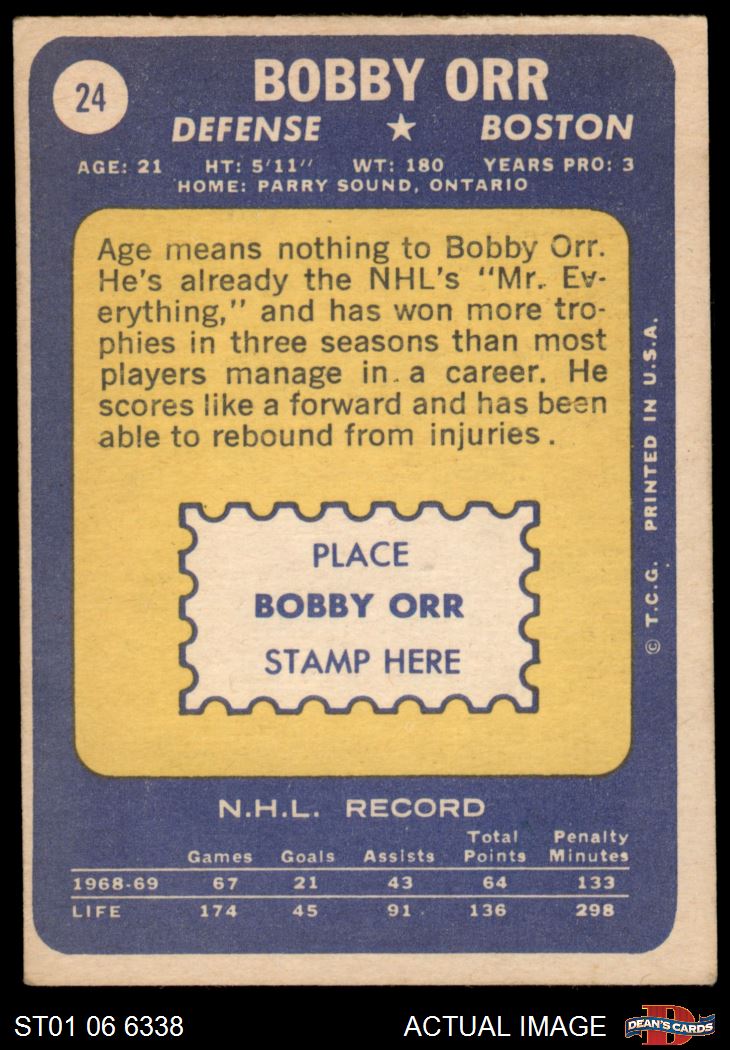 24
BOBBY ORR
DEFENSE ★ BOSTON
AGE: 21 HT: 5'11'' WT: 180 YEARS PRO: 3
HOME: PARRY SOUND, ONTARIO
Age means nothing to Bobby Orr.
He's already the NHL's "Mr. Ev-
erything," and has won more tro-
phies in three seasons than most
players manage in a career. He
scores like a forward and has been
able to rebound from injuries.
PLACE
BOBBY ORR
STAMP HERE
© T.C.G. PRINTED IN U.S.A.
N.H.L. RECORD
Games Goals Assists Total Points Penalty Minutes
1968-69 67 21 43 64 133
LIFE 174 45 91 136 298
ST01 06 6338
ACTUAL IMAGE
DEAN'S CARDS